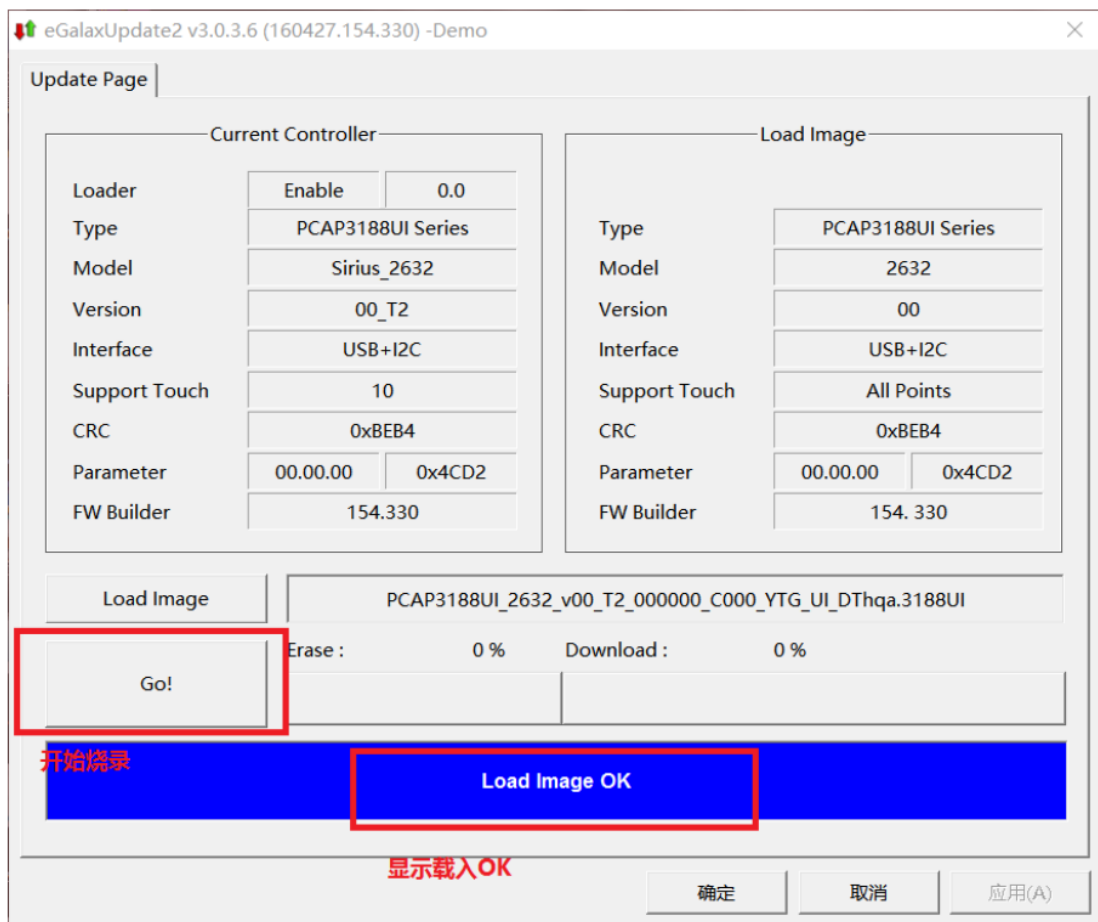 eGalaxUpdate2 v3.0.3.6 (160427.154.330) -Demo
Update Page
Current Controller
Loader Enable 0.0
Type PCAP3188UI Series
Model Sirius_2632
Version 00_T2
Interface USB+I2C
Support Touch 10
CRC 0xBEB4
Parameter 00.00.00 0x4CD2
FW Builder 154.330
Load Image
Type PCAP3188UI Series
Model 2632
Version 00
Interface USB+I2C
Support Touch All Points
CRC 0xBEB4
Parameter 00.00.00 0x4CD2
FW Builder 154. 330
Load Image PCAP3188UI_2632_v00_T2_000000_C000_YTG_UI_DThqa.3188UI
Erase : 0 % Download : 0 %
Go!
开始烧录
Load Image OK
显示载入OK
确定 取消 应用(A)